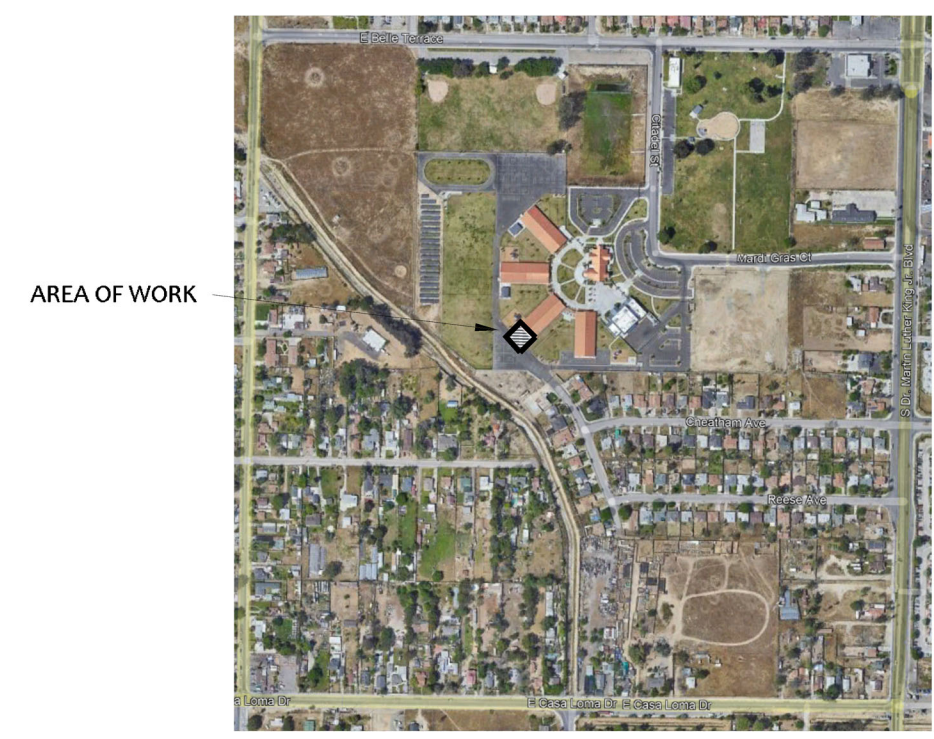 E Belle Terrace
Citadel St
Mardi Gras Ct
S Dr. Martin Luther King Jr. Blvd
AREA OF WORK
Cheatham Ave
Reese Ave
a Loma Dr
E Casa Loma Dr
E Casa Loma Dr